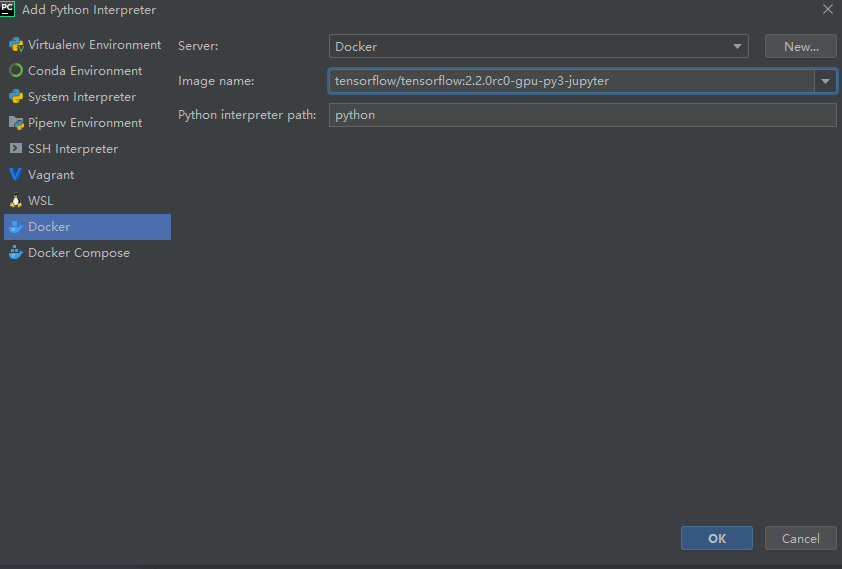 PC Add Python Interpreter
Virtualenv Environment
Conda Environment
System Interpreter
Pipenv Environment
SSH Interpreter
Vagrant
WSL
Docker
Docker Compose
Server: Docker New...
Image name: tensorflow/tensorflow:2.2.0rc0-gpu-py3-jupyter
Python interpreter path: python
OK Cancel